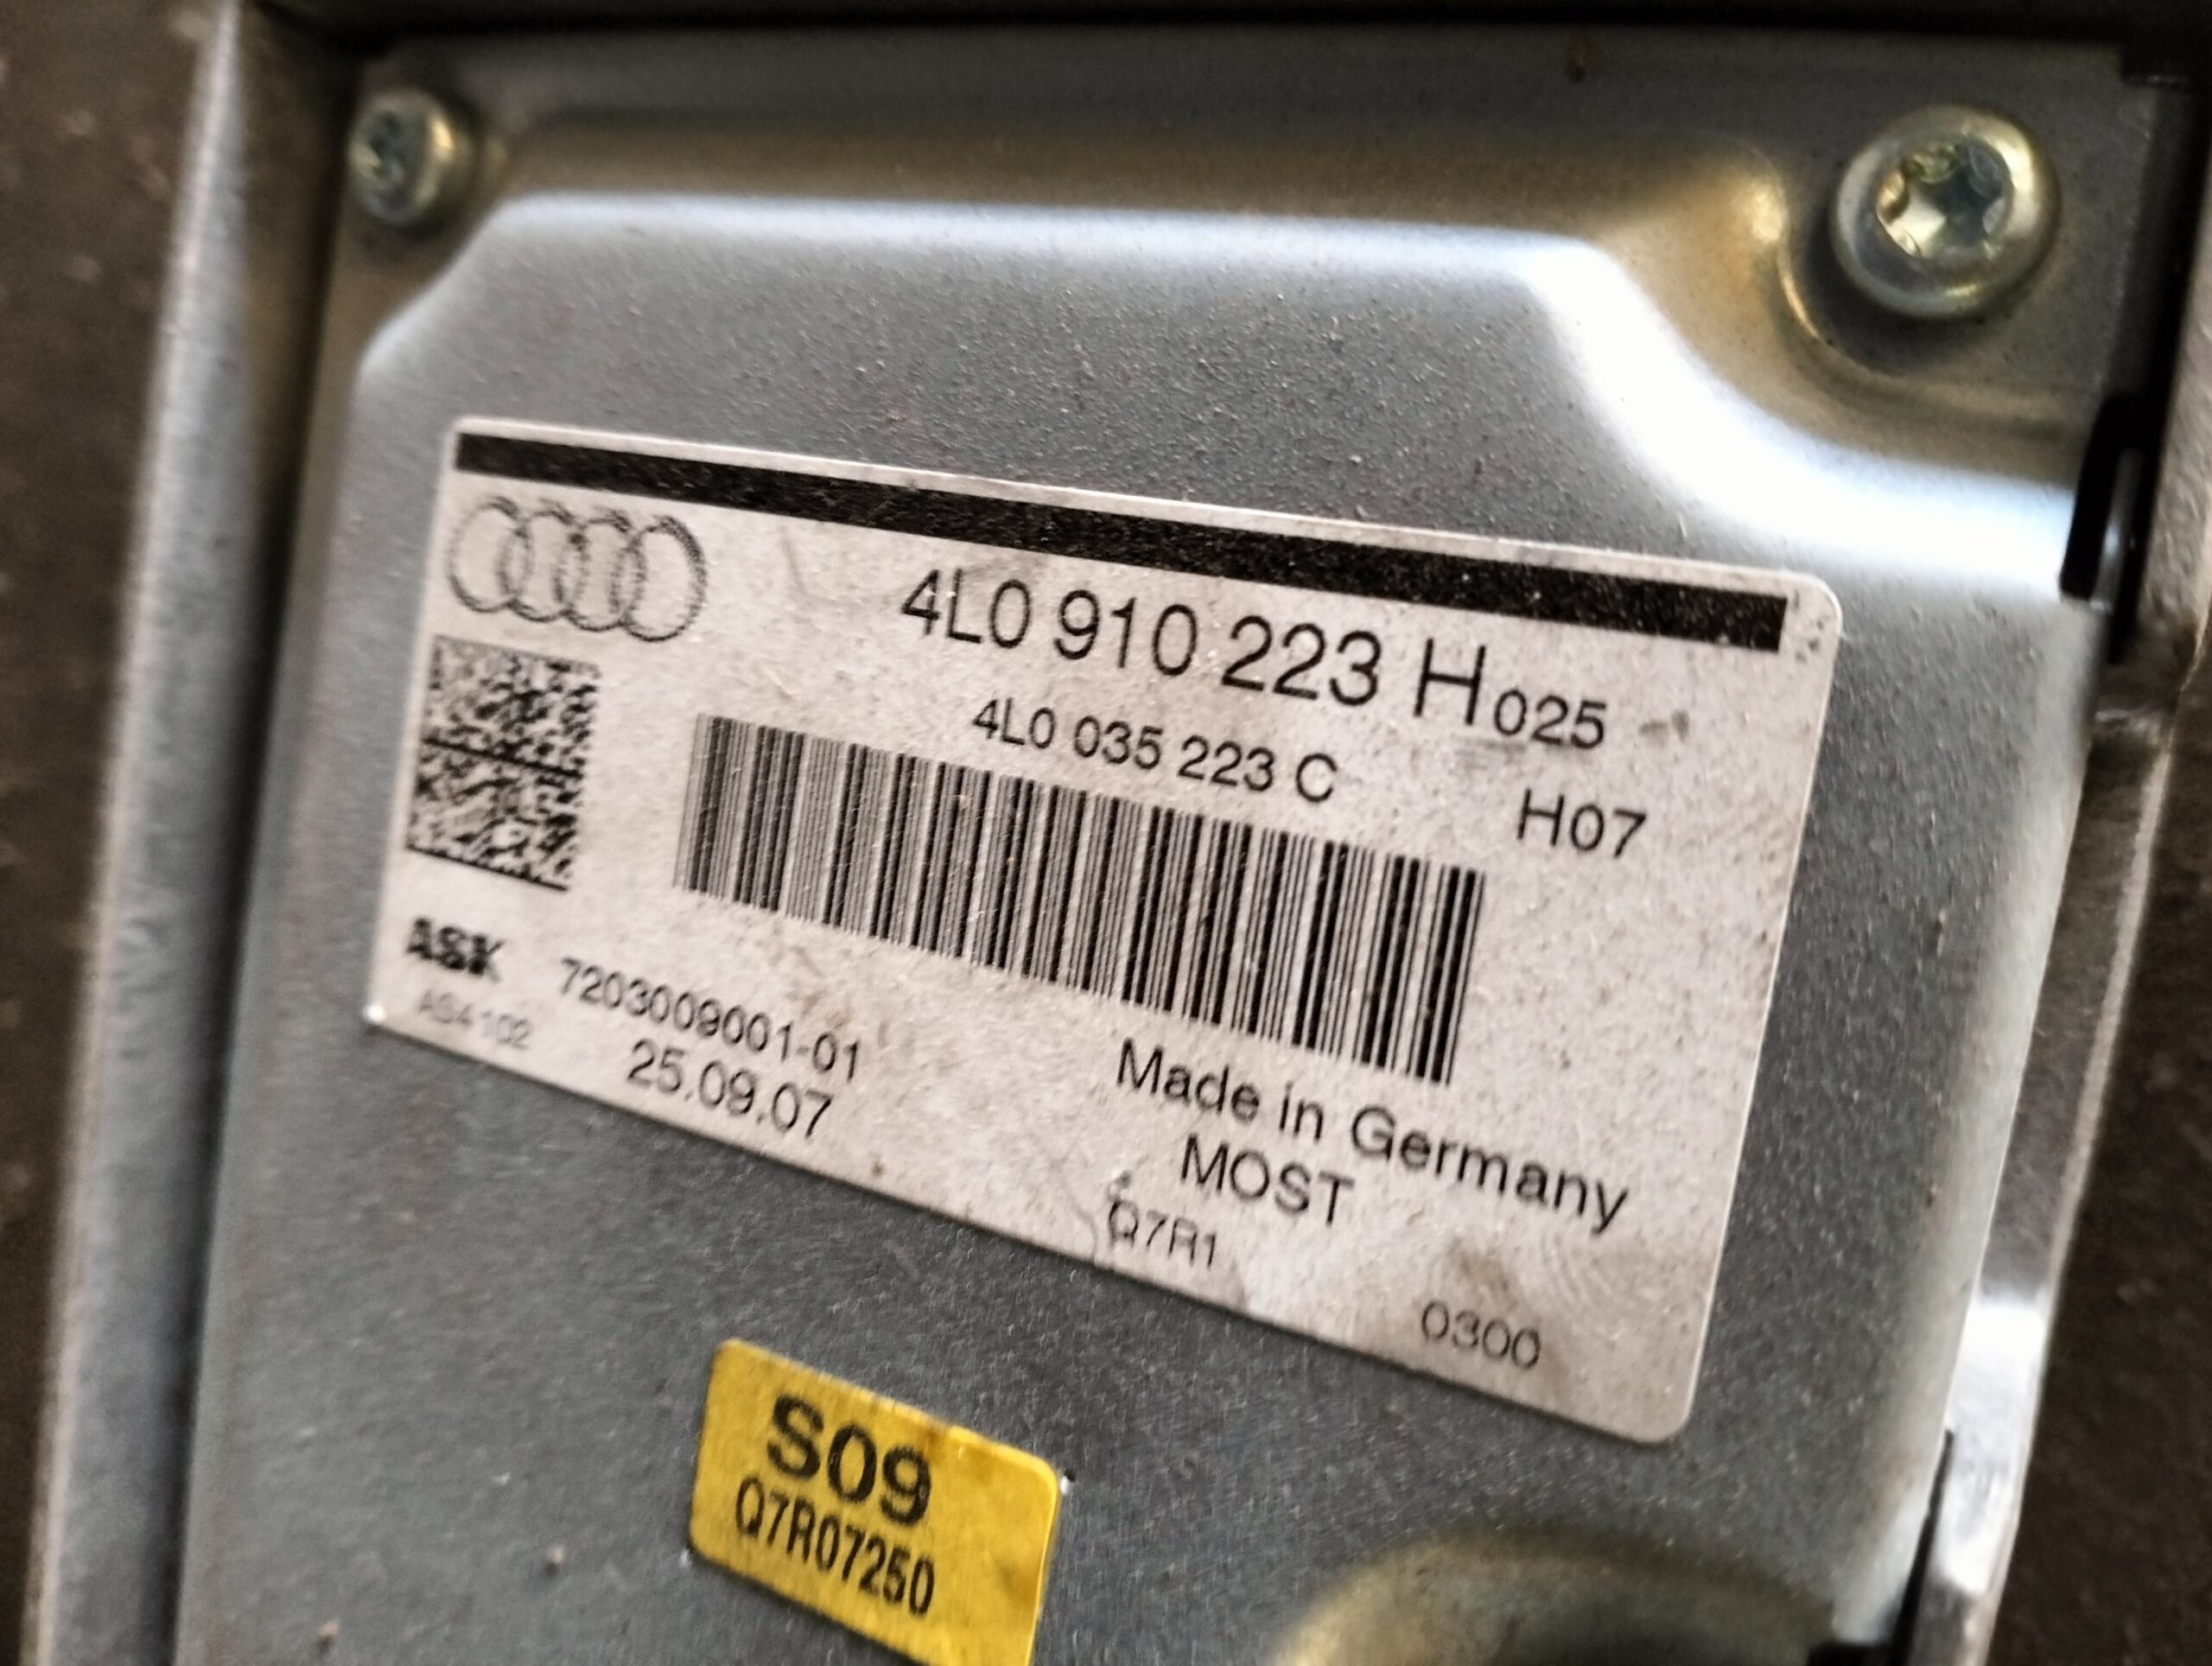 4L0 910 223 H 025
4L0 035 223 C
H07
ASK 7203009001-01
AS4102
25.09.07
Made in Germany
MOST
Q7R1
0300
S09
Q7R07250